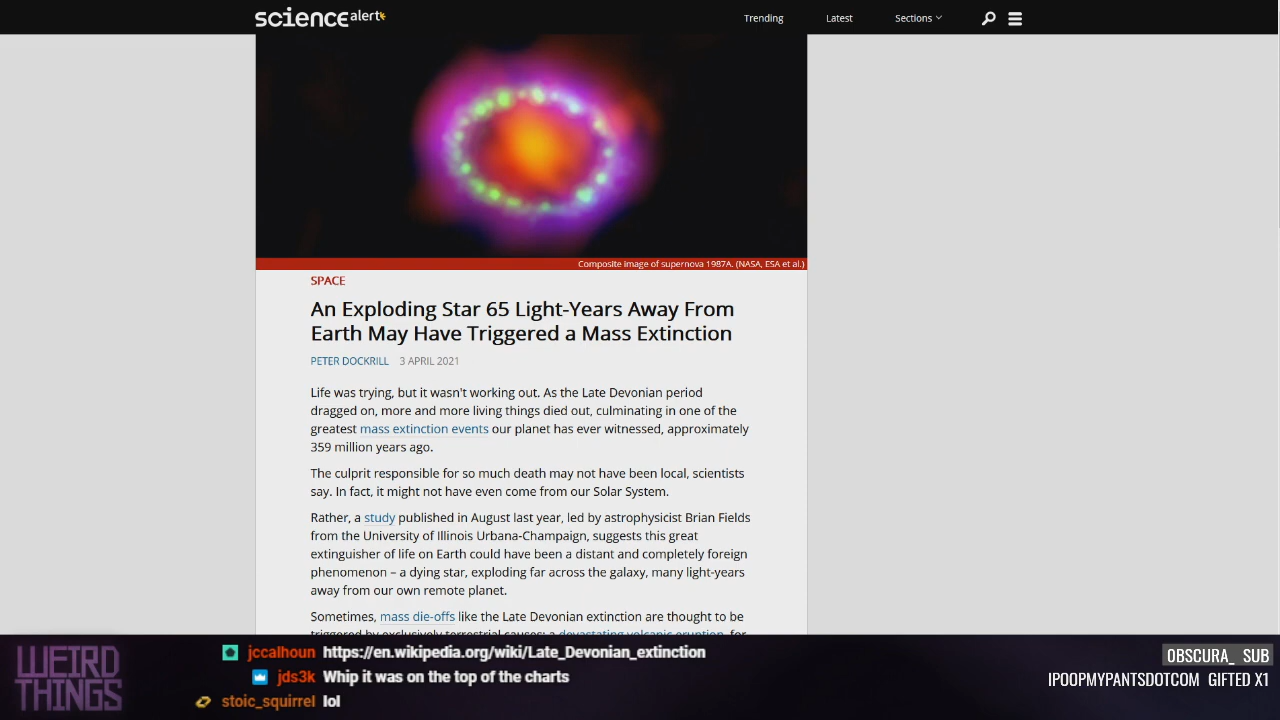 sciencealert
Trending
Latest
Sections
Composite image of supernova 1987A. (NASA, ESA et al.)
SPACE
An Exploding Star 65 Light-Years Away From
Earth May Have Triggered a Mass Extinction
PETER DOCKRILL 3 APRIL 2021
Life was trying, but it wasn't working out. As the Late Devonian period
dragged on, more and more living things died out, culminating in one of the
greatest mass extinction events our planet has ever witnessed, approximately
359 million years ago.
The culprit responsible for so much death may not have been local, scientists
say. In fact, it might not have even come from our Solar System.
Rather, a study published in August last year, led by astrophysicist Brian Fields
from the University of Illinois Urbana-Champaign, suggests this great
extinguisher of life on Earth could have been a distant and completely foreign
phenomenon – a dying star, exploding far across the galaxy, many light-years
away from our own remote planet.
Sometimes, mass die-offs like the Late Devonian extinction are thought to be
triggered by exclusively terrestrial causes: a devastating volcanic eruption, for
WEIRD
THINGS
jccalhoun https://en.wikipedia.org/wiki/Late_Devonian_extinction
jds3k Whip it was on the top of the charts
stoic_squirrel lol
OBSCURA_ SUB
IPOOPMYPANTSDOTCOM GIFTED X1